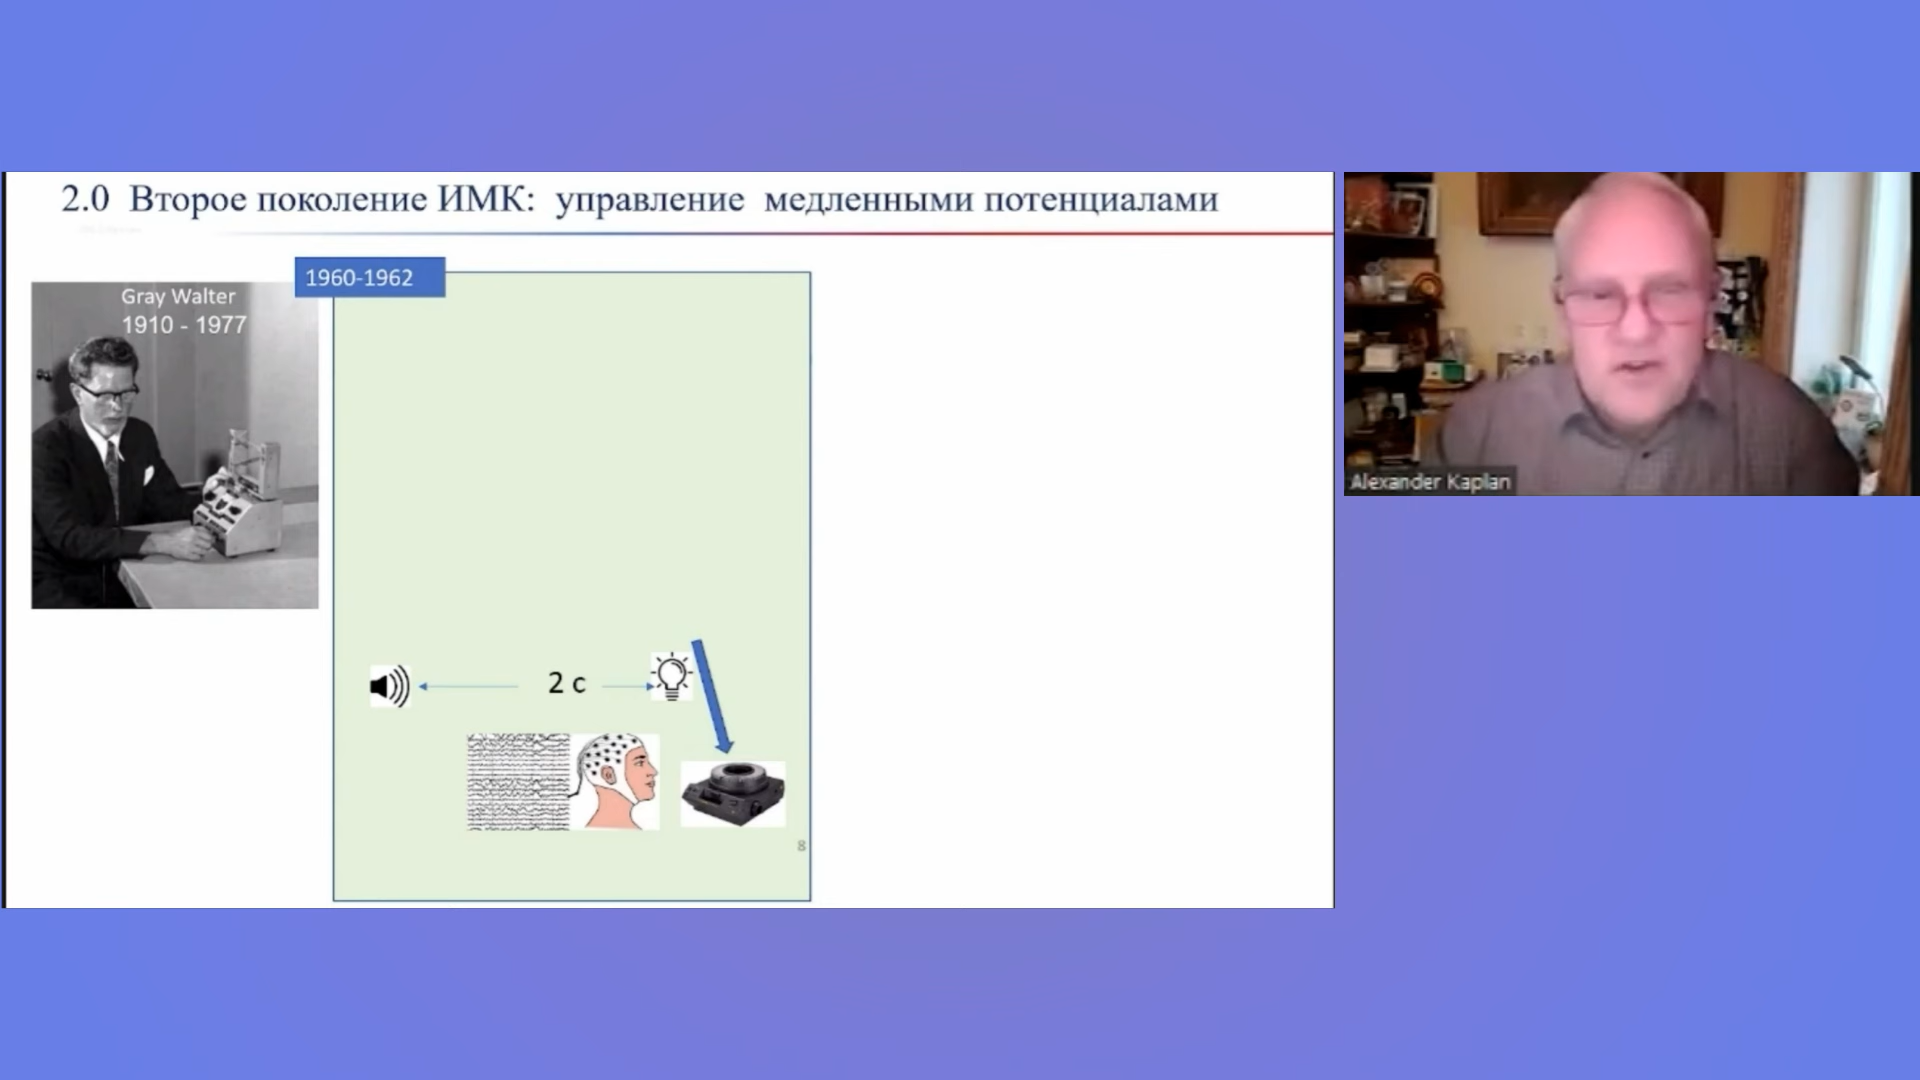 2.0 Второе поколение ИМК: управление медленными потенциалами
1960-1962
Gray Walter
1910 - 1977
2 с
8
Alexander Kaplan